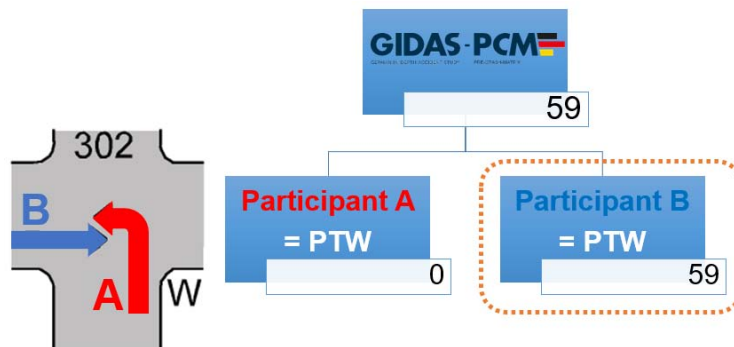 302
B
A
W
GIDAS-PCM
59
Participant A
= PTW
0
Participant B
= PTW
59